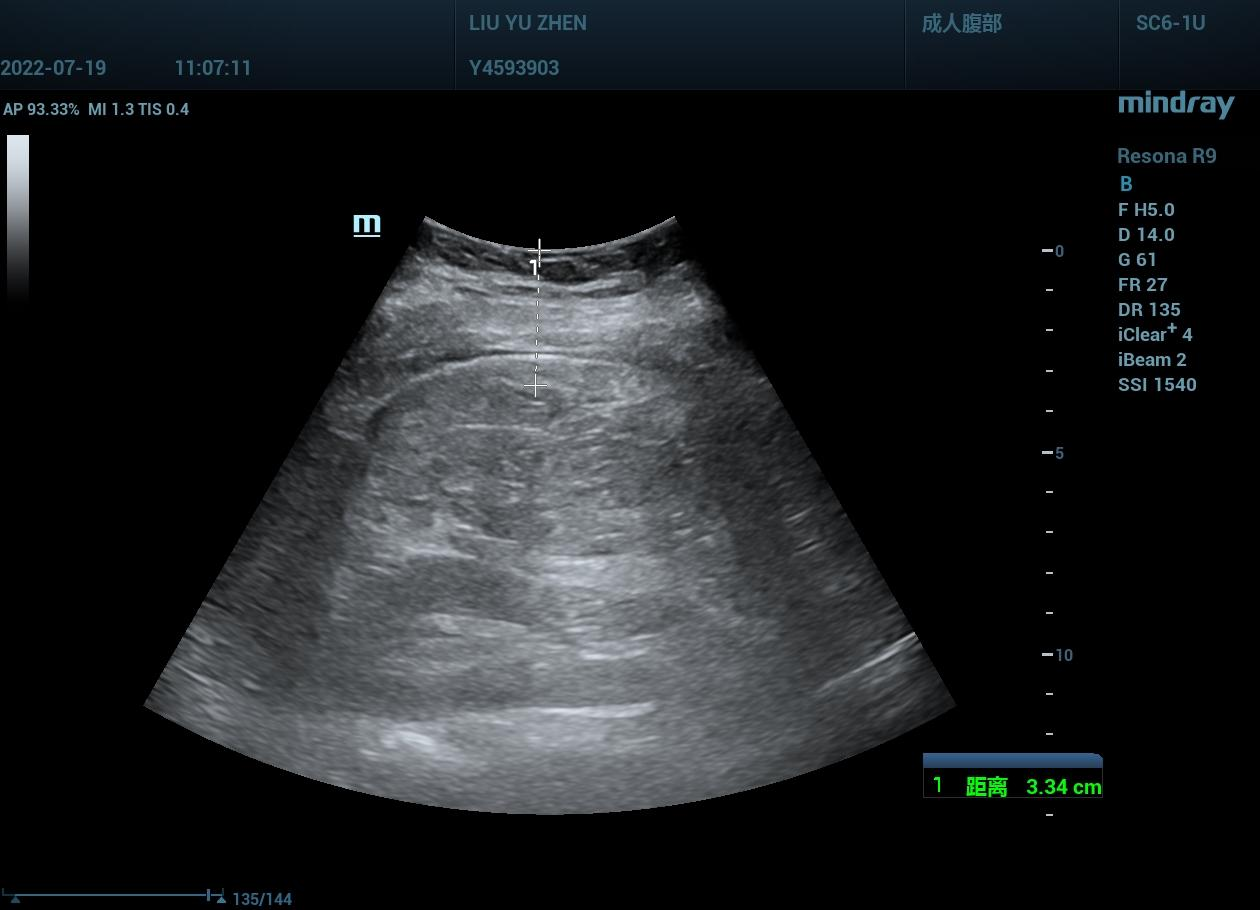 LIU YU ZHEN
成人腹部
SC6-1U
2022-07-19 11:07:11
Y4593903
AP 93.33% MI 1.3 TIS 0.4
mindray
Resona R9
B
F H5.0
D 14.0
G 61
FR 27
DR 135
iClear+ 4
iBeam 2
SSI 1540
m
1
0
5
10
1 距离 3.34 cm
135/144